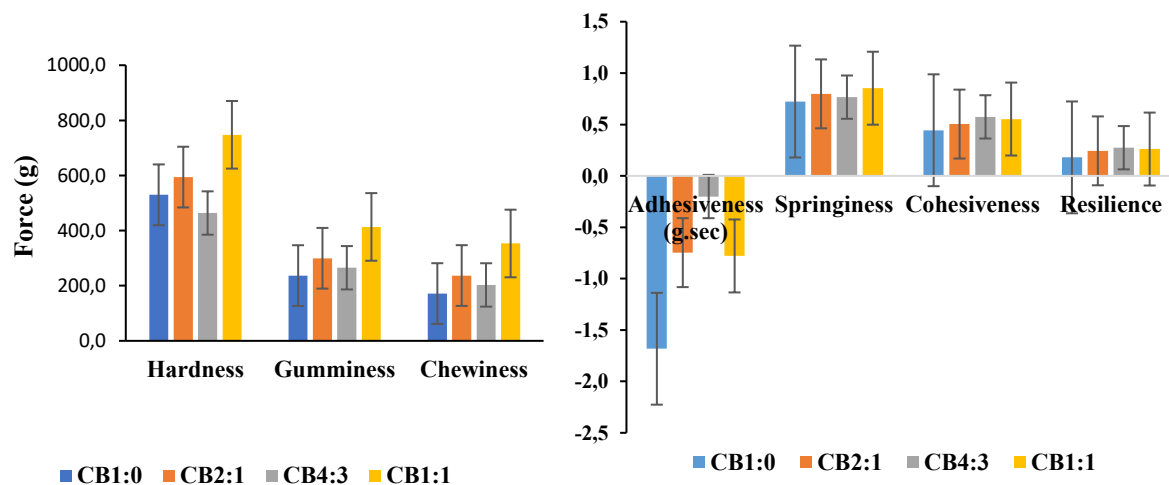 Force (g)
1000,0
800,0
600,0
400,0
200,0
0,0
Hardness Gumminess Chewiness
CB1:0 CB2:1 CB4:3 CB1:1
1,5
1,0
0,5
0,0
-0,5
-1,0
-1,5
-2,0
-2,5
Adhesiveness Springiness Cohesiveness Resilience
(g.sec)
CB1:0 CB2:1 CB4:3 CB1:1